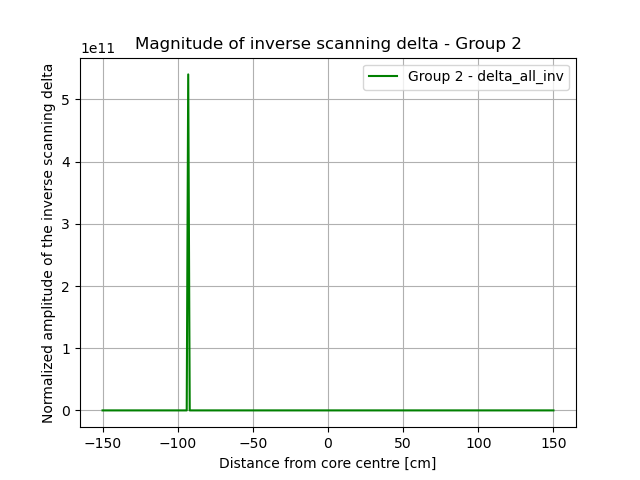 Magnitude of inverse scanning delta - Group 2
1e11
Group 2 - delta_all_inv
Normalized amplitude of the inverse scanning delta
5
4
3
2
1
0
−150
−100
−50
0
50
100
150
Distance from core centre [cm]